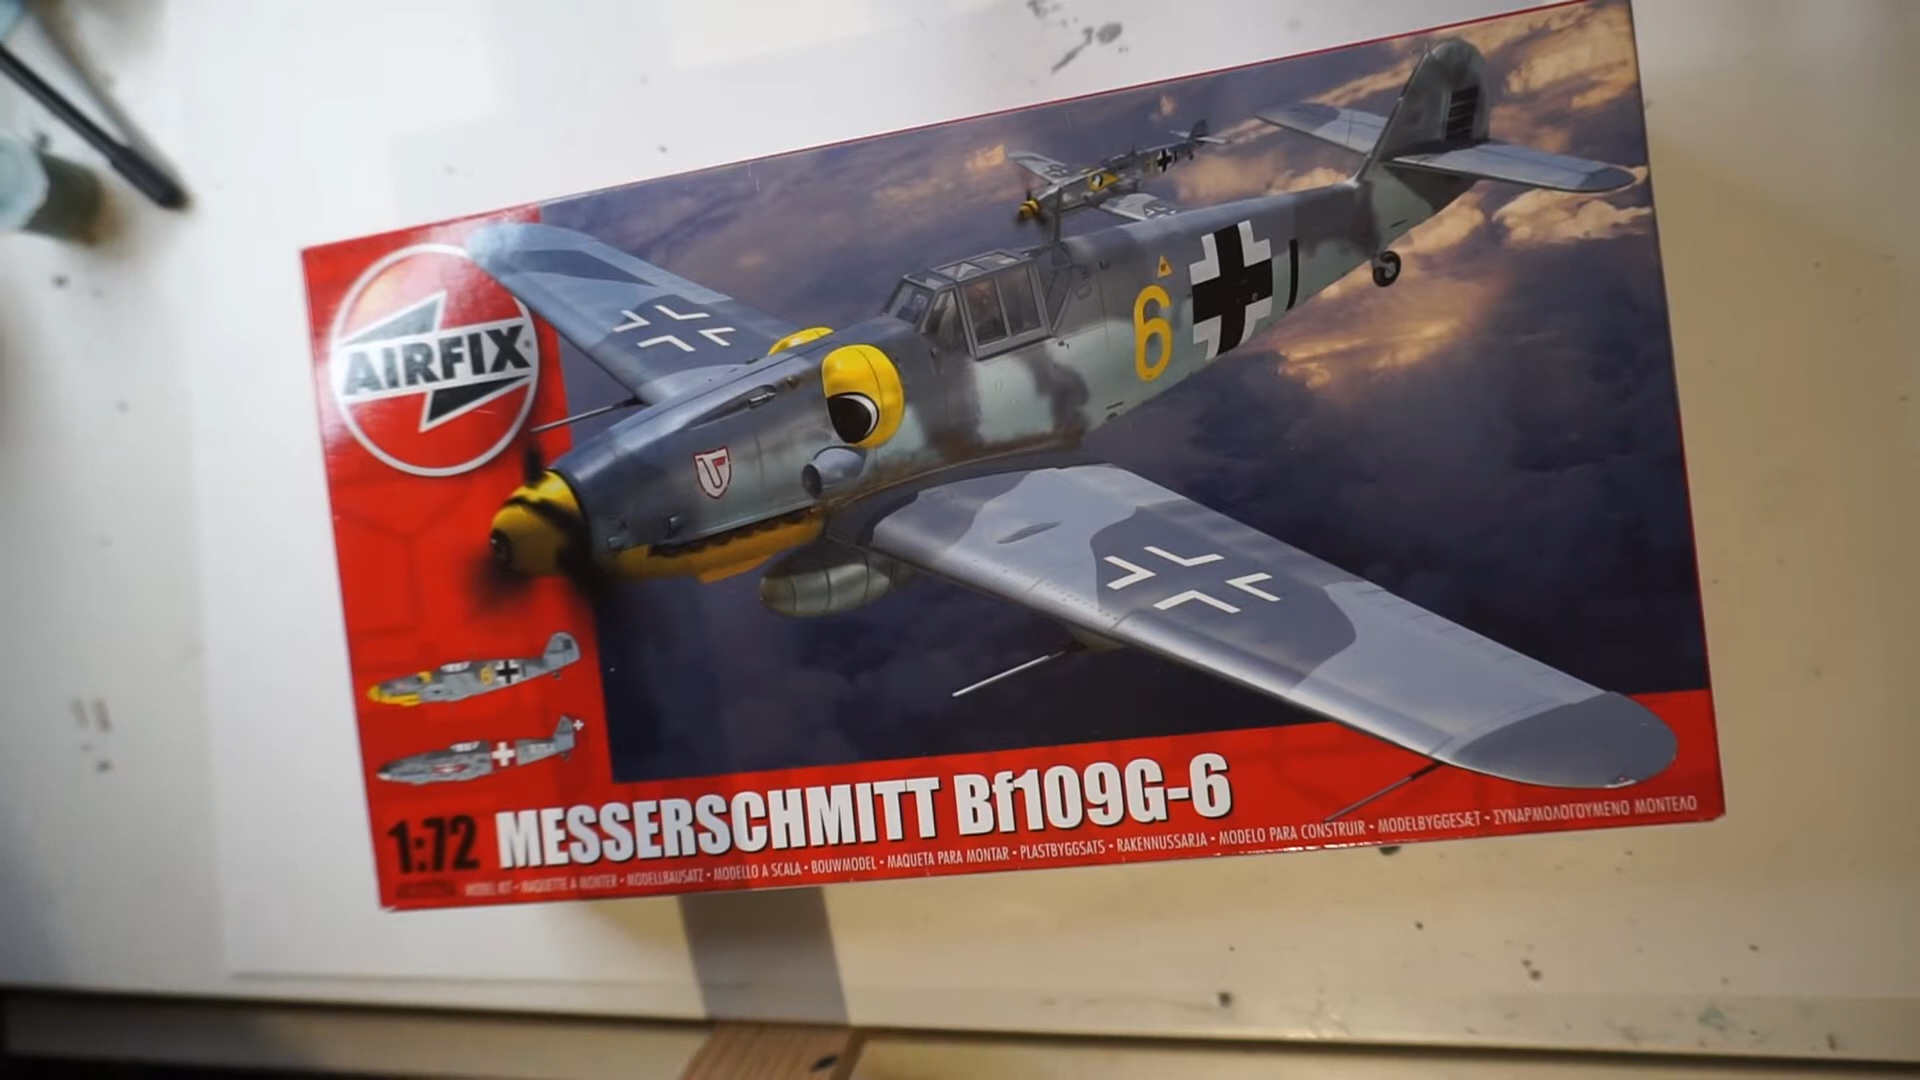 AIRFIX
6
1:72 MESSERSCHMITT Bf109G-6
MODEL KIT • MAQUETTE A MONTER • MODELLBAUSATZ • MODELLO A SCALA • BOUWMODEL • MAQUETA PARA MONTAR • PLASTBYGGSATS • RAKENNUSSARJA • MODELO PARA CONSTRUIR • MODELBYGGESÆT • ΣΥΝΑΡΜΟΛΟΓΟΥΜΕΝΟ ΜΟΝΤΕΛΟ